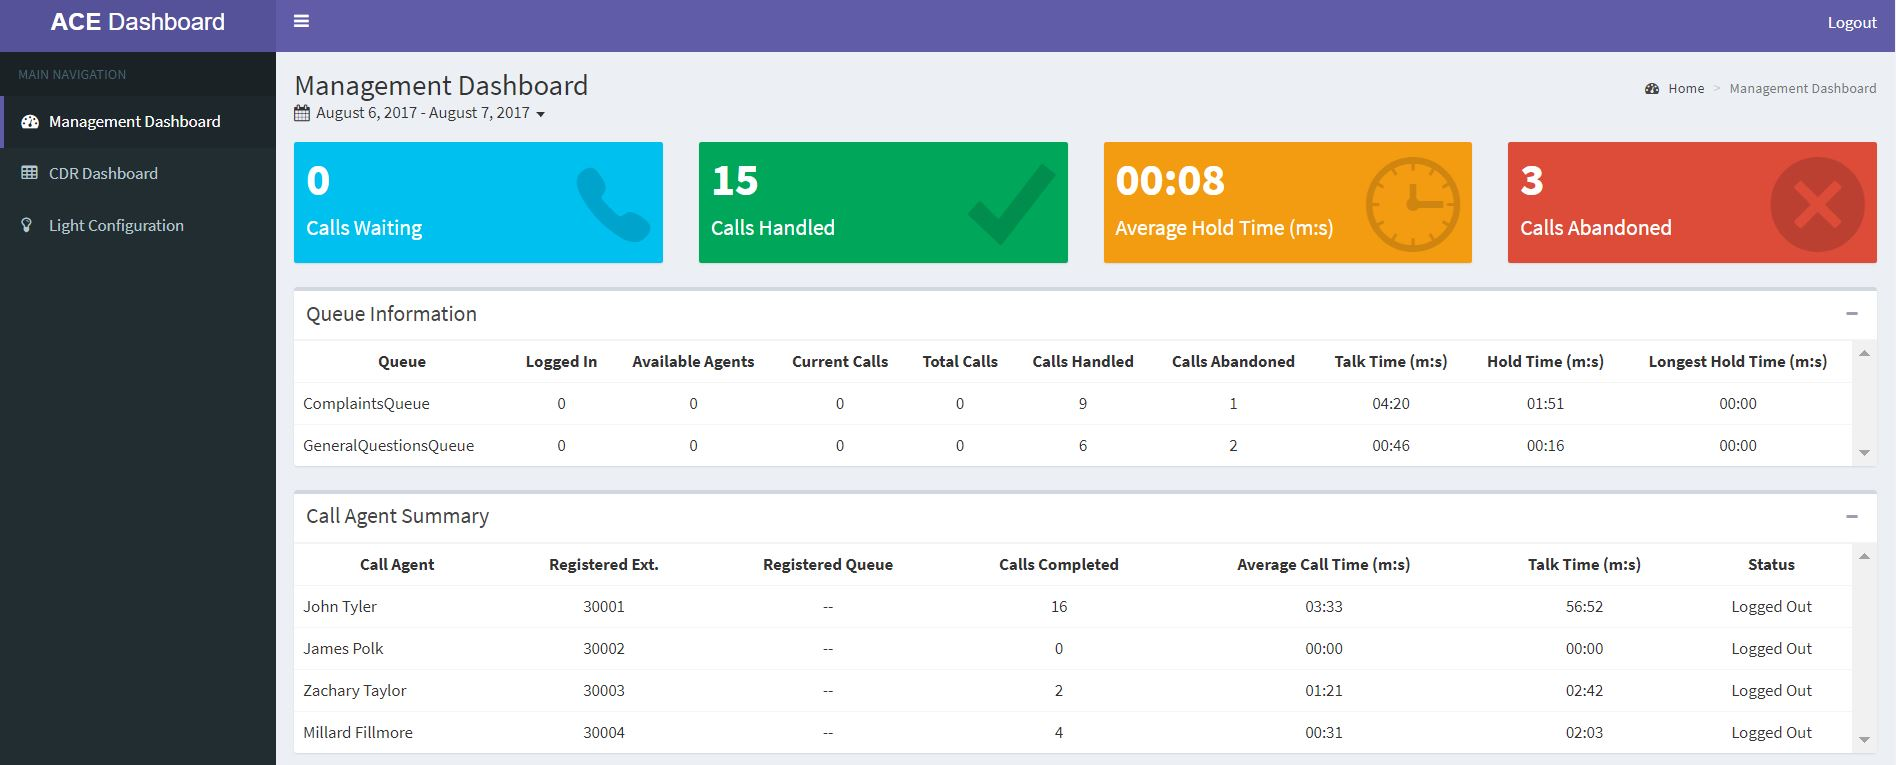 ACE Dashboard
Logout
MAIN NAVIGATION
Management Dashboard
CDR Dashboard
Light Configuration
Management Dashboard
Home > Management Dashboard
August 6, 2017 - August 7, 2017
0
Calls Waiting
15
Calls Handled
00:08
Average Hold Time (m:s)
3
Calls Abandoned
Queue Information
Queue Logged In Available Agents Current Calls Total Calls Calls Handled Calls Abandoned Talk Time (m:s) Hold Time (m:s) Longest Hold Time (m:s)
ComplaintsQueue 0 0 0 0 9 1 04:20 01:51 00:00
GeneralQuestionsQueue 0 0 0 0 6 2 00:46 00:16 00:00
Call Agent Summary
Call Agent Registered Ext. Registered Queue Calls Completed Average Call Time (m:s) Talk Time (m:s) Status
John Tyler 30001 -- 16 03:33 56:52 Logged Out
James Polk 30002 -- 0 00:00 00:00 Logged Out
Zachary Taylor 30003 -- 2 01:21 02:42 Logged Out
Millard Fillmore 30004 -- 4 00:31 02:03 Logged Out